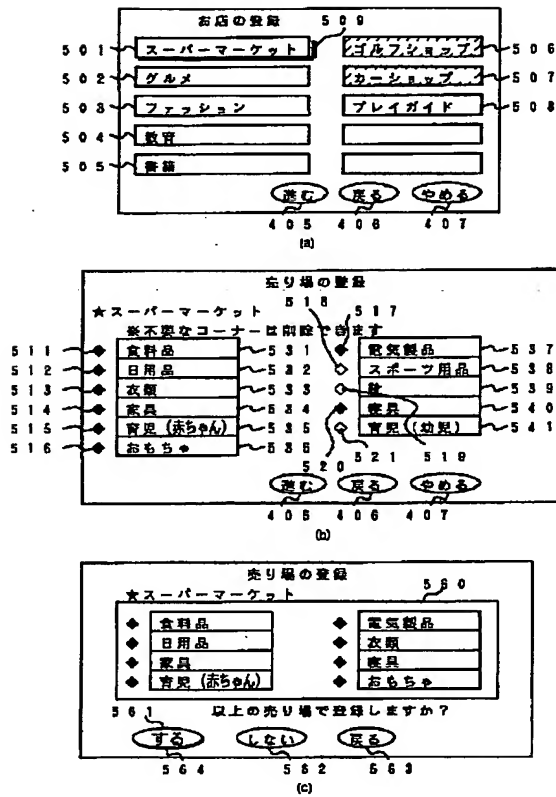 お店の登録 509
501 スーパーマーケット ゴルフショップ 506
502 グルメ カーショップ 507
503 ファッション プレイガイド 508
504 教育
505 書籍
進む 戻る やめる
405 406 407
(a)
売り場の登録
★スーパーマーケット 518 517
※不要なコーナーは削除できます
511 ◆ 食料品 531 ◆ 電気製品 537
512 ◆ 日用品 532 ◇ スポーツ用品 538
513 ◆ 衣類 533 ◇ 539
514 ◆ 家具 534 ◆ 寝具 540
515 ◆ 育児(赤ちゃん) 535 ◇ 育児(幼児) 541
516 ◆ おもちゃ 536
520 521 519
進む 戻る やめる
406 406 407
(b)
売り場の登録
★スーパーマーケット 560
◆ 食料品 ◆ 電気製品
◆ 日用品 ◆ 衣類
◆ 家具 ◆ 寝具
◆ 育児(赤ちゃん) ◆ おもちゃ
561 以上の売り場で登録しますか?
する しない 戻る
564 562 563
(c)